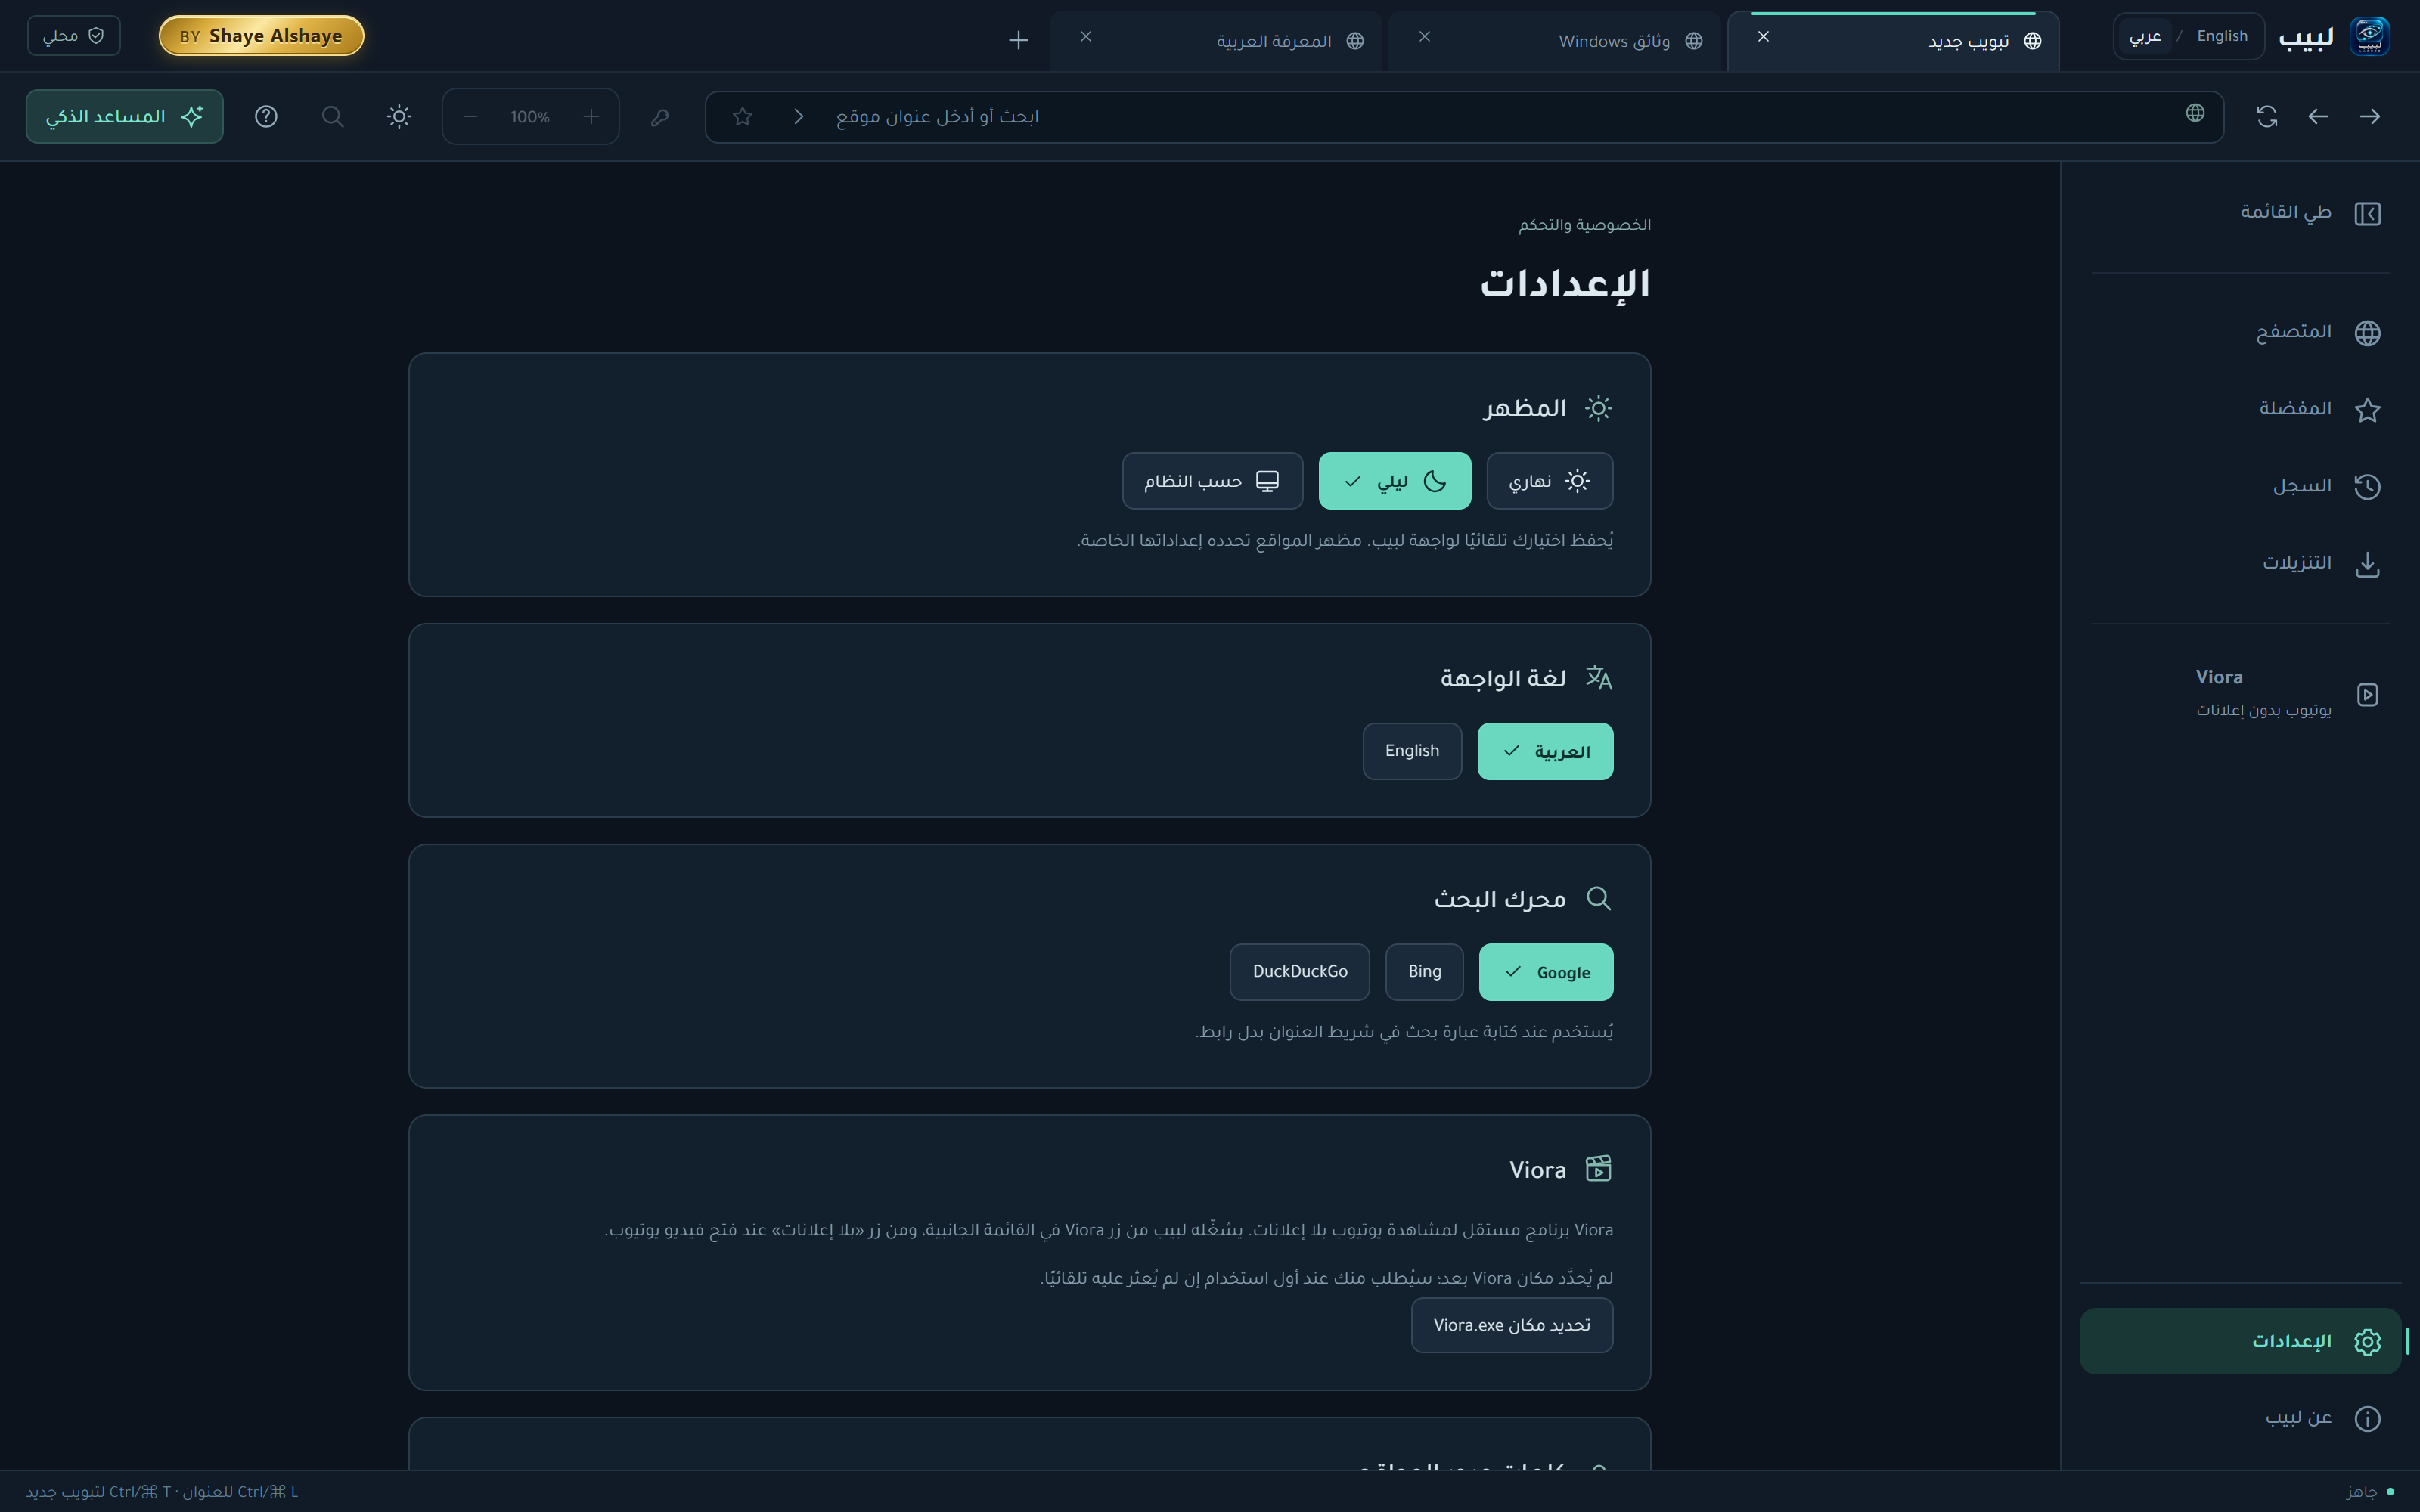 لبيب
English / عربي
تبويب جديد
وثائق Windows
المعرفة العربية
BY Shaye Alshaye
محلي
ابحث أو أدخل عنوان موقع
100%
المساعد الذكي
طي القائمة
المتصفح
المفضلة
السجل
التنزيلات
Viora
يوتيوب بدون إعلانات
الإعدادات
عن لبيب
الخصوصية والتحكم
الإعدادات
المظهر
نهاري
ليلي
حسب النظام
يُحفظ اختيارك تلقائيًا لواجهة لبيب. مظهر المواقع تحدده إعداداتها الخاصة.
لغة الواجهة
العربية
English
محرك البحث
Google
Bing
DuckDuckGo
يُستخدم عند كتابة عبارة بحث في شريط العنوان بدل رابط.
Viora
Viora برنامج مستقل لمشاهدة يوتيوب بلا إعلانات. يشغّله لبيب من زر Viora في القائمة الجانبية، ومن زر «بلا إعلانات» عند فتح فيديو يوتيوب.
لم يُحدَّد مكان Viora بعد؛ سيُطلب منك عند أول استخدام إن لم يُعثر عليه تلقائيًا.
تحديد مكان Viora.exe
جاهز
Ctrl/⌘ L للعنوان · Ctrl/⌘ T لتبويب جديد